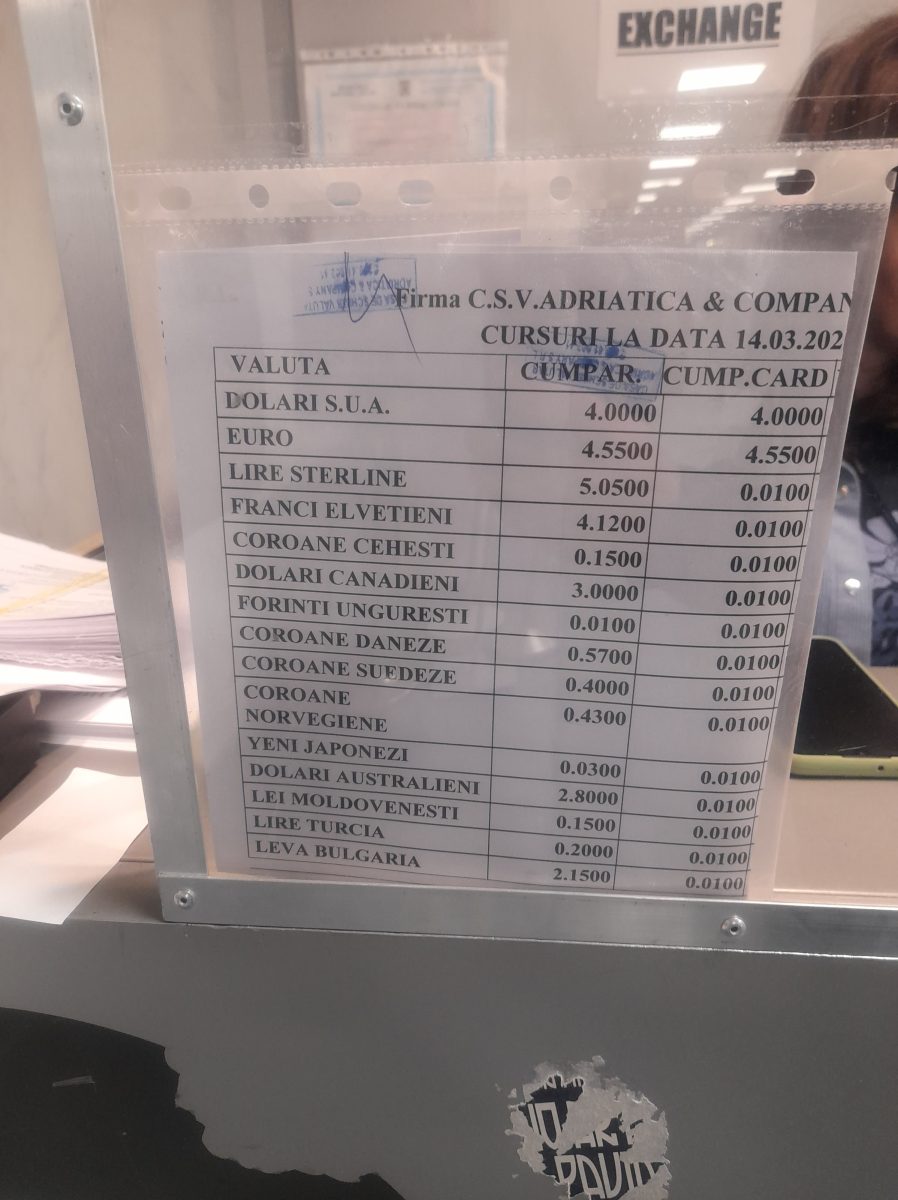 EXCHANGE
Firma C.S.V.ADRIATICA & COMPAN
CURSURI LA DATA 14.03.202
VALUTA CUMPAR. CUMP.CARD
DOLARI S.U.A. 4.0000 4.0000
EURO 4.5500 4.5500
LIRE STERLINE 5.0500 0.0100
FRANCI ELVETIENI 4.1200 0.0100
COROANE CEHESTI 0.1500 0.0100
DOLARI CANADIENI 3.0000 0.0100
FORINTI UNGURESTI 0.0100 0.0100
COROANE DANEZE 0.5700 0.0100
COROANE SUEDEZE 0.4000 0.0100
COROANE 0.4300 0.0100
NORVEGIENE
YENI JAPONEZI 0.0300 0.0100
DOLARI AUSTRALIENI 2.8000 0.0100
LEI MOLDOVENESTI 0.1500 0.0100
LIRE TURCIA 0.2000 0.0100
LEVA BULGARIA 2.1500 0.0100